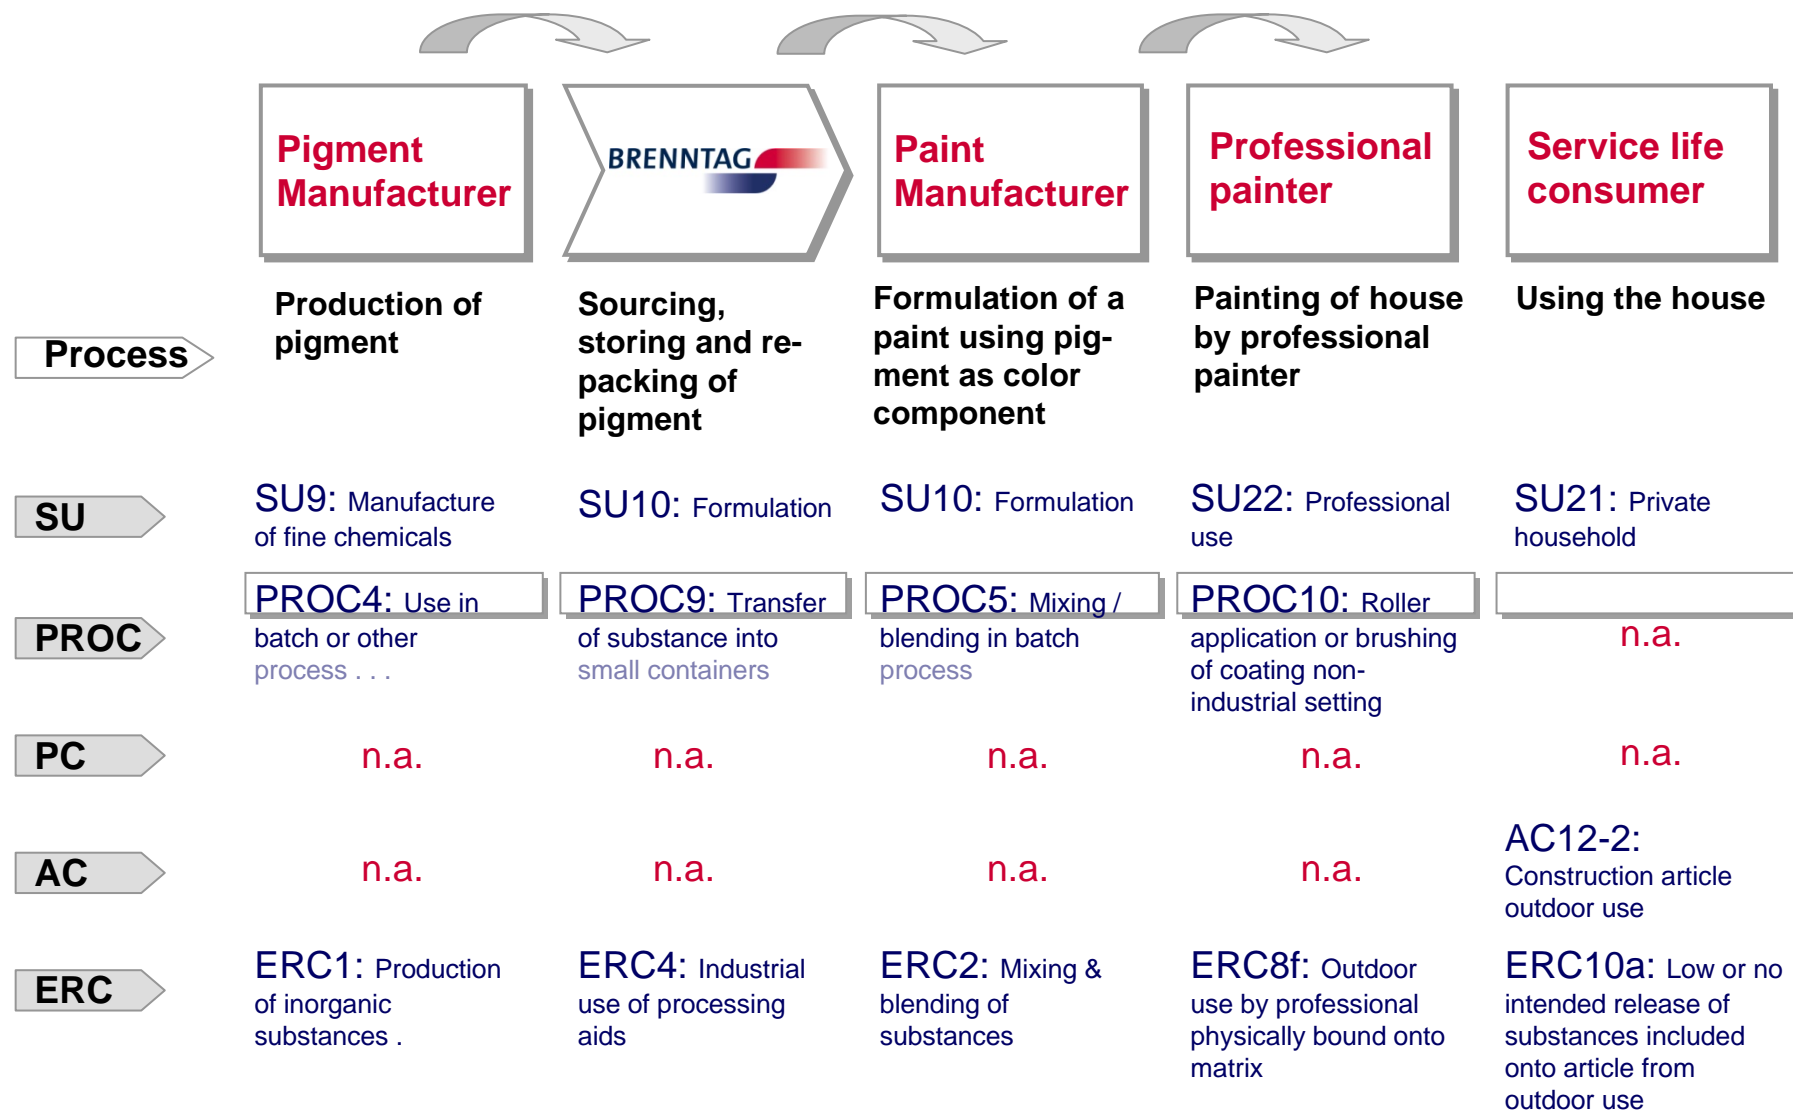 Pigment
Manufacturer
BRENNTAG
Paint
Manufacturer
Professional
painter
Service life
consumer
Process
Production of
pigment
Sourcing,
storing and re-
packing of
pigment
Formulation of a
paint using pig-
ment as color
component
Painting of house
by professional
painter
Using the house
SU
SU9: Manufacture
of fine chemicals
SU10: Formulation
SU10: Formulation
SU22: Professional
use
SU21: Private
household
PROC
PROC4: Use in
batch or other
process . . .
PROC9: Transfer
of substance into
small containers
PROC5: Mixing /
blending in batch
process
PROC10: Roller
application or brushing
of coating non-
industrial setting
n.a.
PC
n.a.
n.a.
n.a.
n.a.
n.a.
AC
n.a.
n.a.
n.a.
n.a.
AC12-2:
Construction article
outdoor use
ERC
ERC1: Production
of inorganic
substances .
ERC4: Industrial
use of processing
aids
ERC2: Mixing &
blending of
substances
ERC8f: Outdoor
use by professional
physically bound onto
matrix
ERC10a: Low or no
intended release of
substances included
onto article from
outdoor use